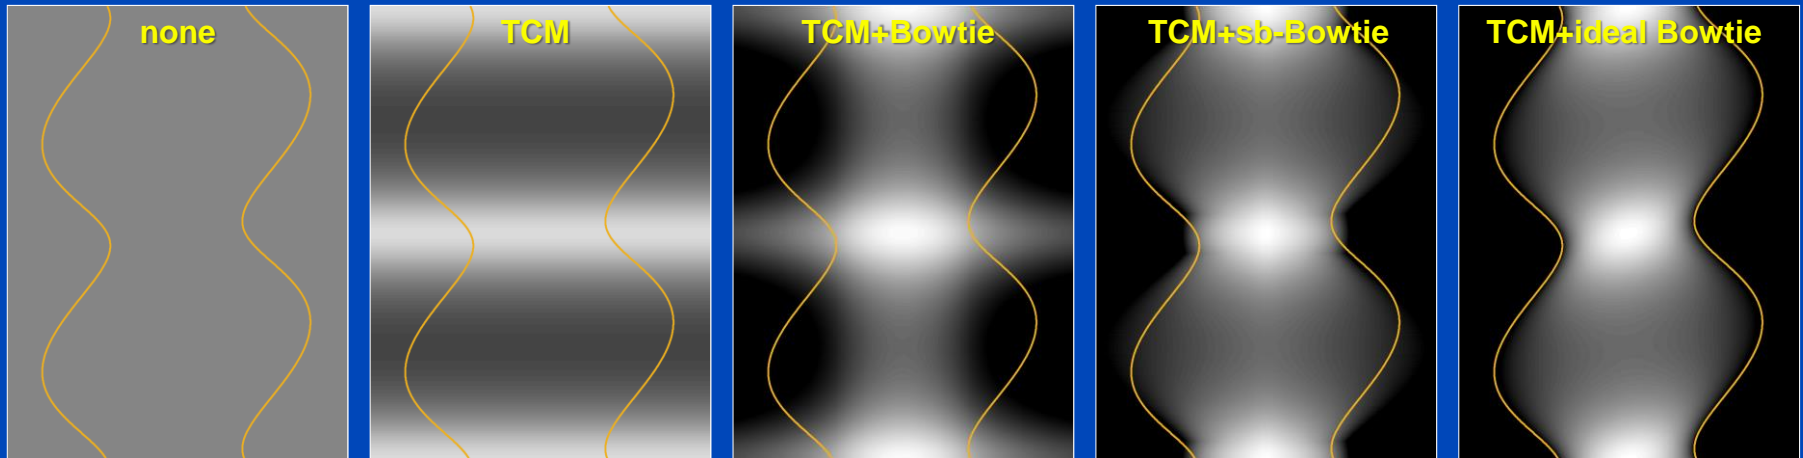 none
TCM
TCM+Bowtie
TCM+sb-Bowtie
TCM+ideal Bowtie